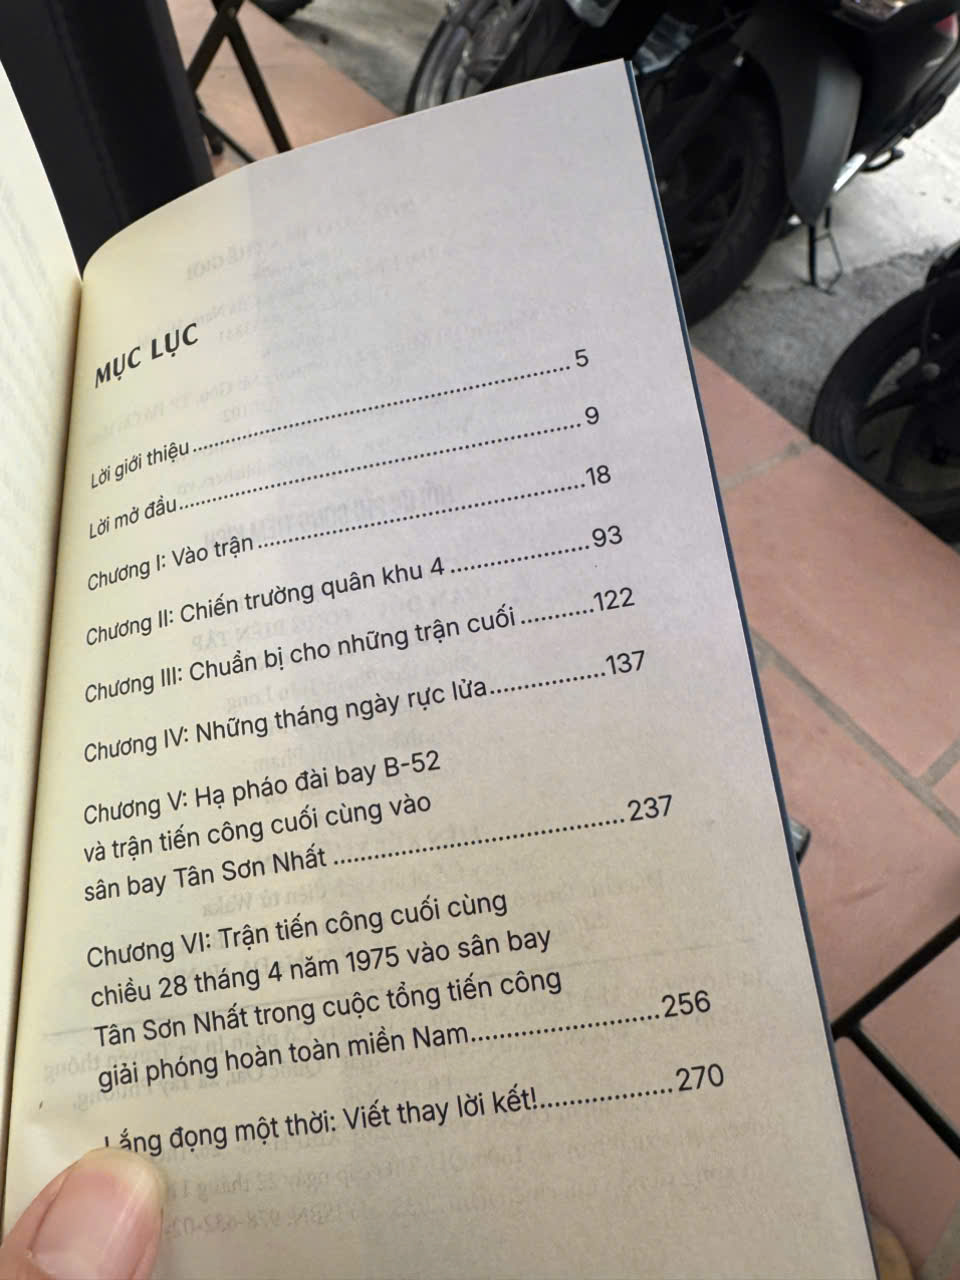 MỤC LỤC
Lời giới thiệu..........................................................5
Lời mở đầu..............................................................9
Chương I: Vào trận ..............................................18
Chương II: Chiến trường quân khu 4 ....................93
Chương III: Chuẩn bị cho những trận cuối ..........122
Chương IV: Những tháng ngày rực lửa................137
Chương V: Hạ pháo đài bay B-52
và trận tiến công cuối cùng vào
sân bay Tân Sơn Nhất ........................................237
Chương VI: Trận tiến công cuối cùng
chiều 28 tháng 4 năm 1975 vào sân bay
Tân Sơn Nhất trong cuộc tổng tiến công
giải phóng hoàn toàn miền Nam..........................256
Lắng đọng một thời: Viết thay lời kết!..................270